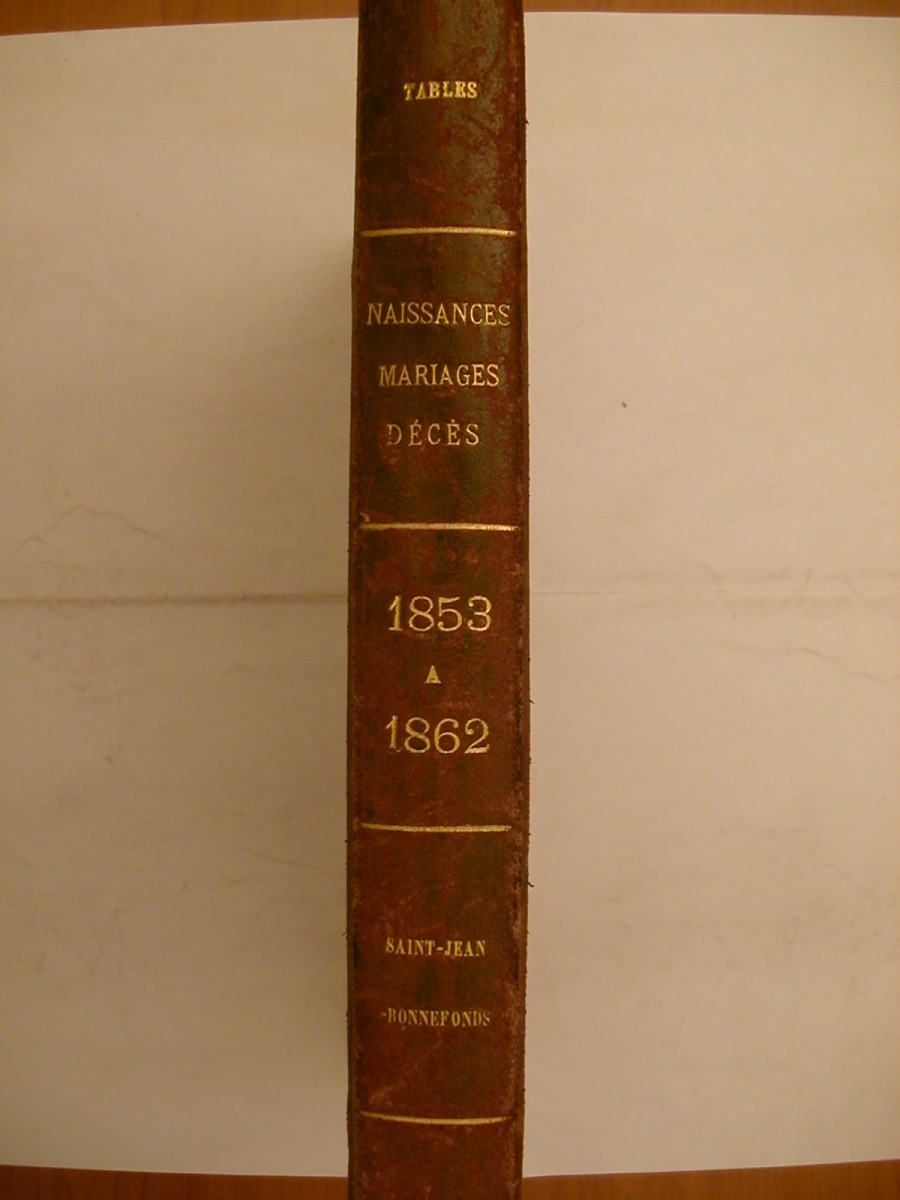 TABLES
NAISSANCES
MARIAGES
DÉCÈS
1853
A
1862
SAINT-JEAN
-BONNEFONDS